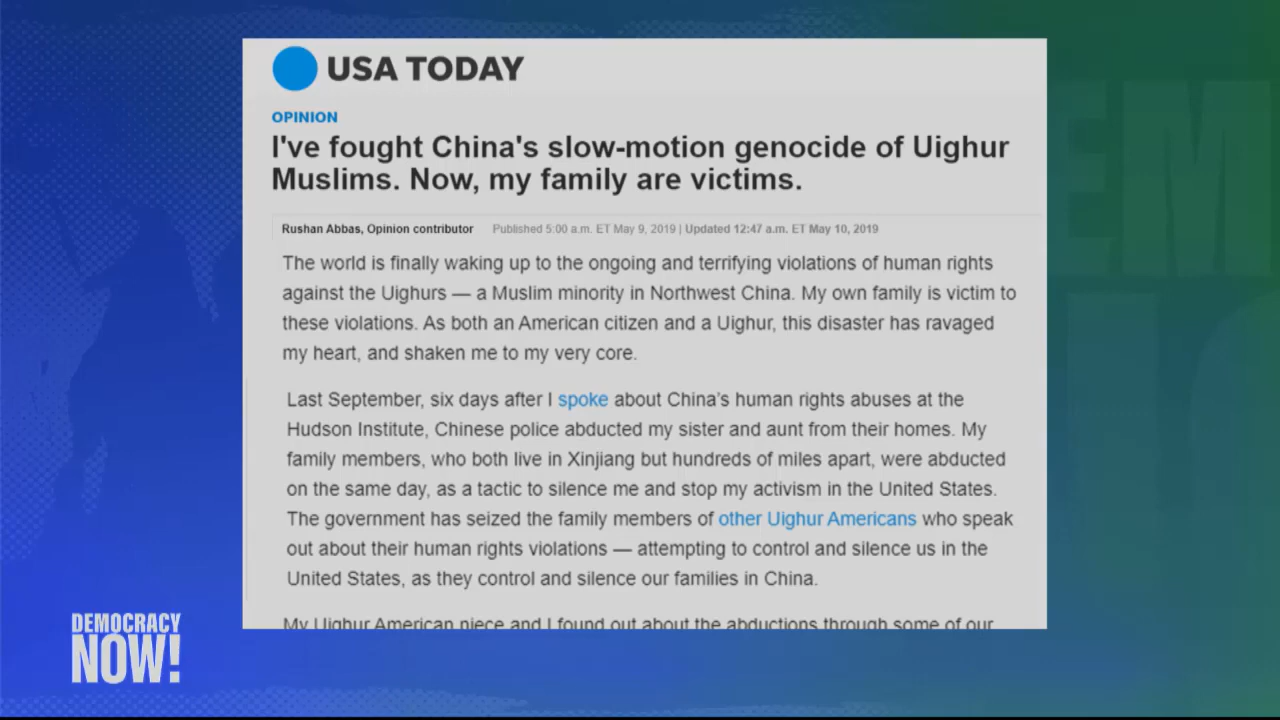 USA TODAY
OPINION
I've fought China's slow-motion genocide of Uighur
Muslims. Now, my family are victims.
Rushan Abbas, Opinion contributor Published 5:00 a.m. ET May 9, 2019 | Updated 12:47 a.m. ET May 10, 2019
The world is finally waking up to the ongoing and terrifying violations of human rights
against the Uighurs — a Muslim minority in Northwest China. My own family is victim to
these violations. As both an American citizen and a Uighur, this disaster has ravaged
my heart, and shaken me to my very core.
Last September, six days after I spoke about China's human rights abuses at the
Hudson Institute, Chinese police abducted my sister and aunt from their homes. My
family members, who both live in Xinjiang but hundreds of miles apart, were abducted
on the same day, as a tactic to silence me and stop my activism in the United States.
The government has seized the family members of other Uighur Americans who speak
out about their human rights violations — attempting to control and silence us in the
United States, as they control and silence our families in China.
My Uighur American niece and I found out about the abductions through some of our
DEMOCRACY
NOW!